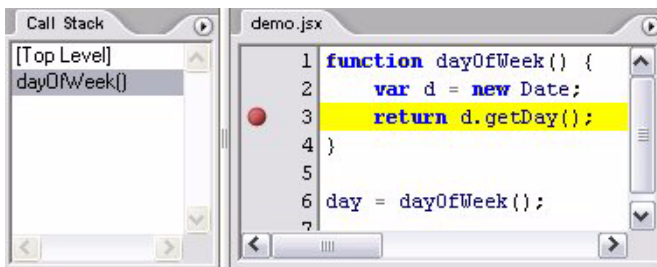 Call Stack
[Top Level]
dayOfWeek()
demo.jsx
1 function dayOfWeek() {
2     var d = new Date;
3     return d.getDay();
4 }
5
6 day = dayOfWeek();
7